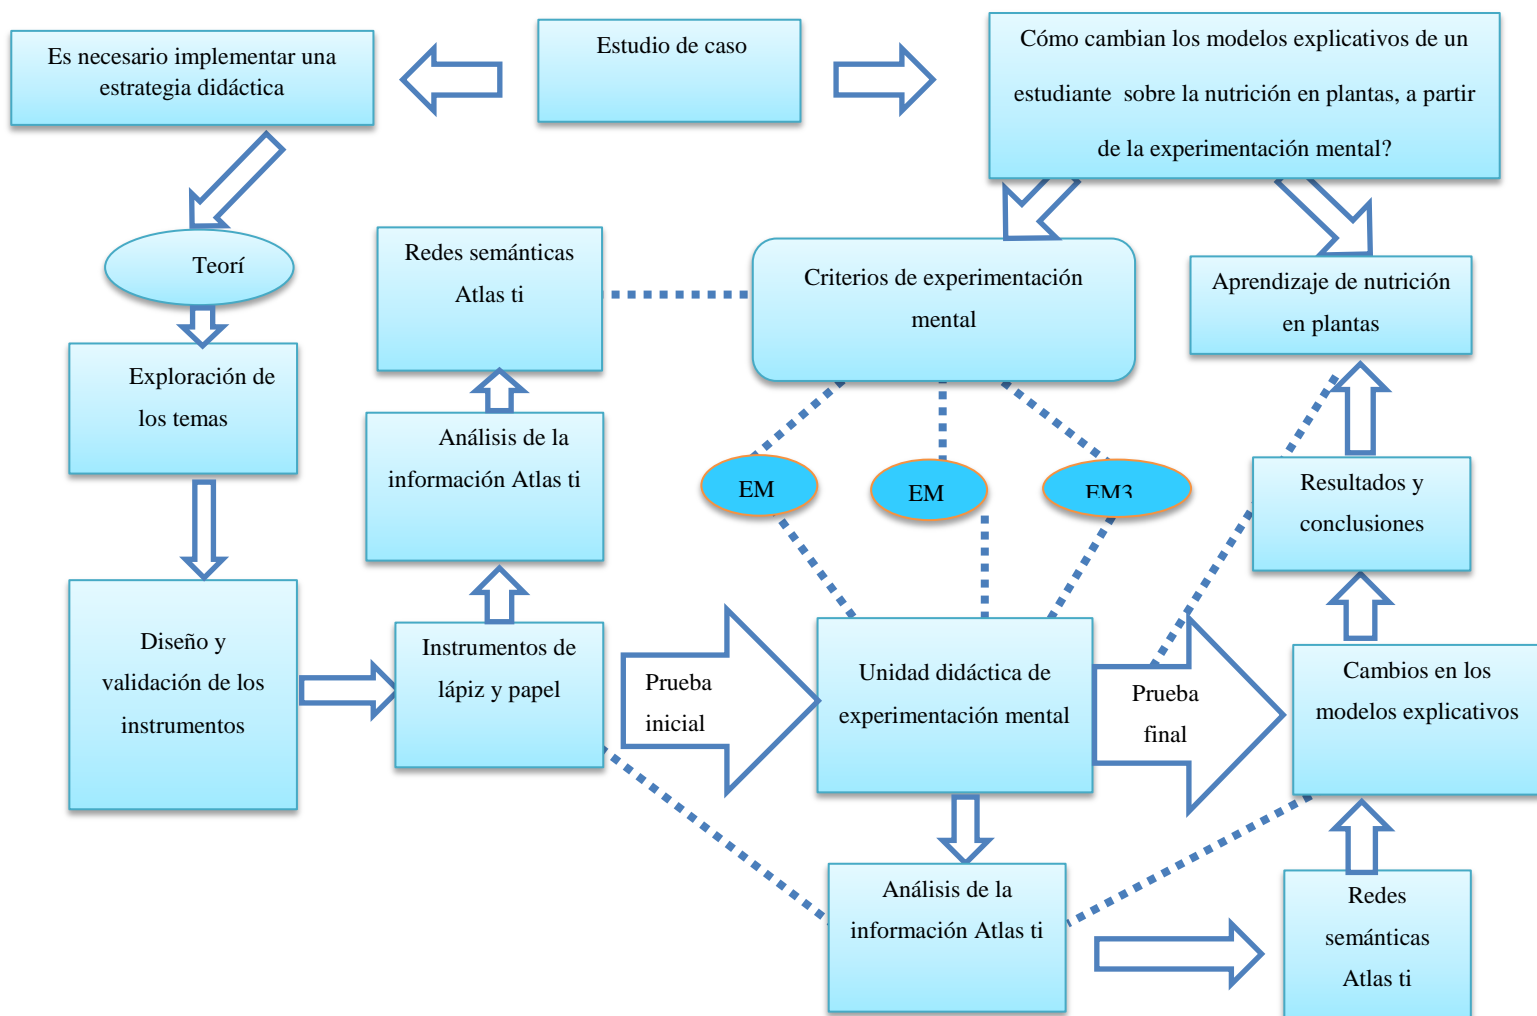 Es necesario implementar una
estrategia didáctica
Estudio de caso
Cómo cambian los modelos explicativos de un
estudiante sobre la nutrición en plantas, a partir
de la experimentación mental?
Teorí
Redes semánticas
Atlas ti
Criterios de experimentación
mental
Aprendizaje de nutrición
en plantas
Exploración de
los temas
Análisis de la
información Atlas ti
EM
EM
EM3
Resultados y
conclusiones
Diseño y
validación de los
instrumentos
Instrumentos de
lápiz y papel
Prueba
inicial
Unidad didáctica de
experimentación mental
Prueba
final
Cambios en los
modelos explicativos
Análisis de la
información Atlas ti
Redes
semánticas
Atlas ti